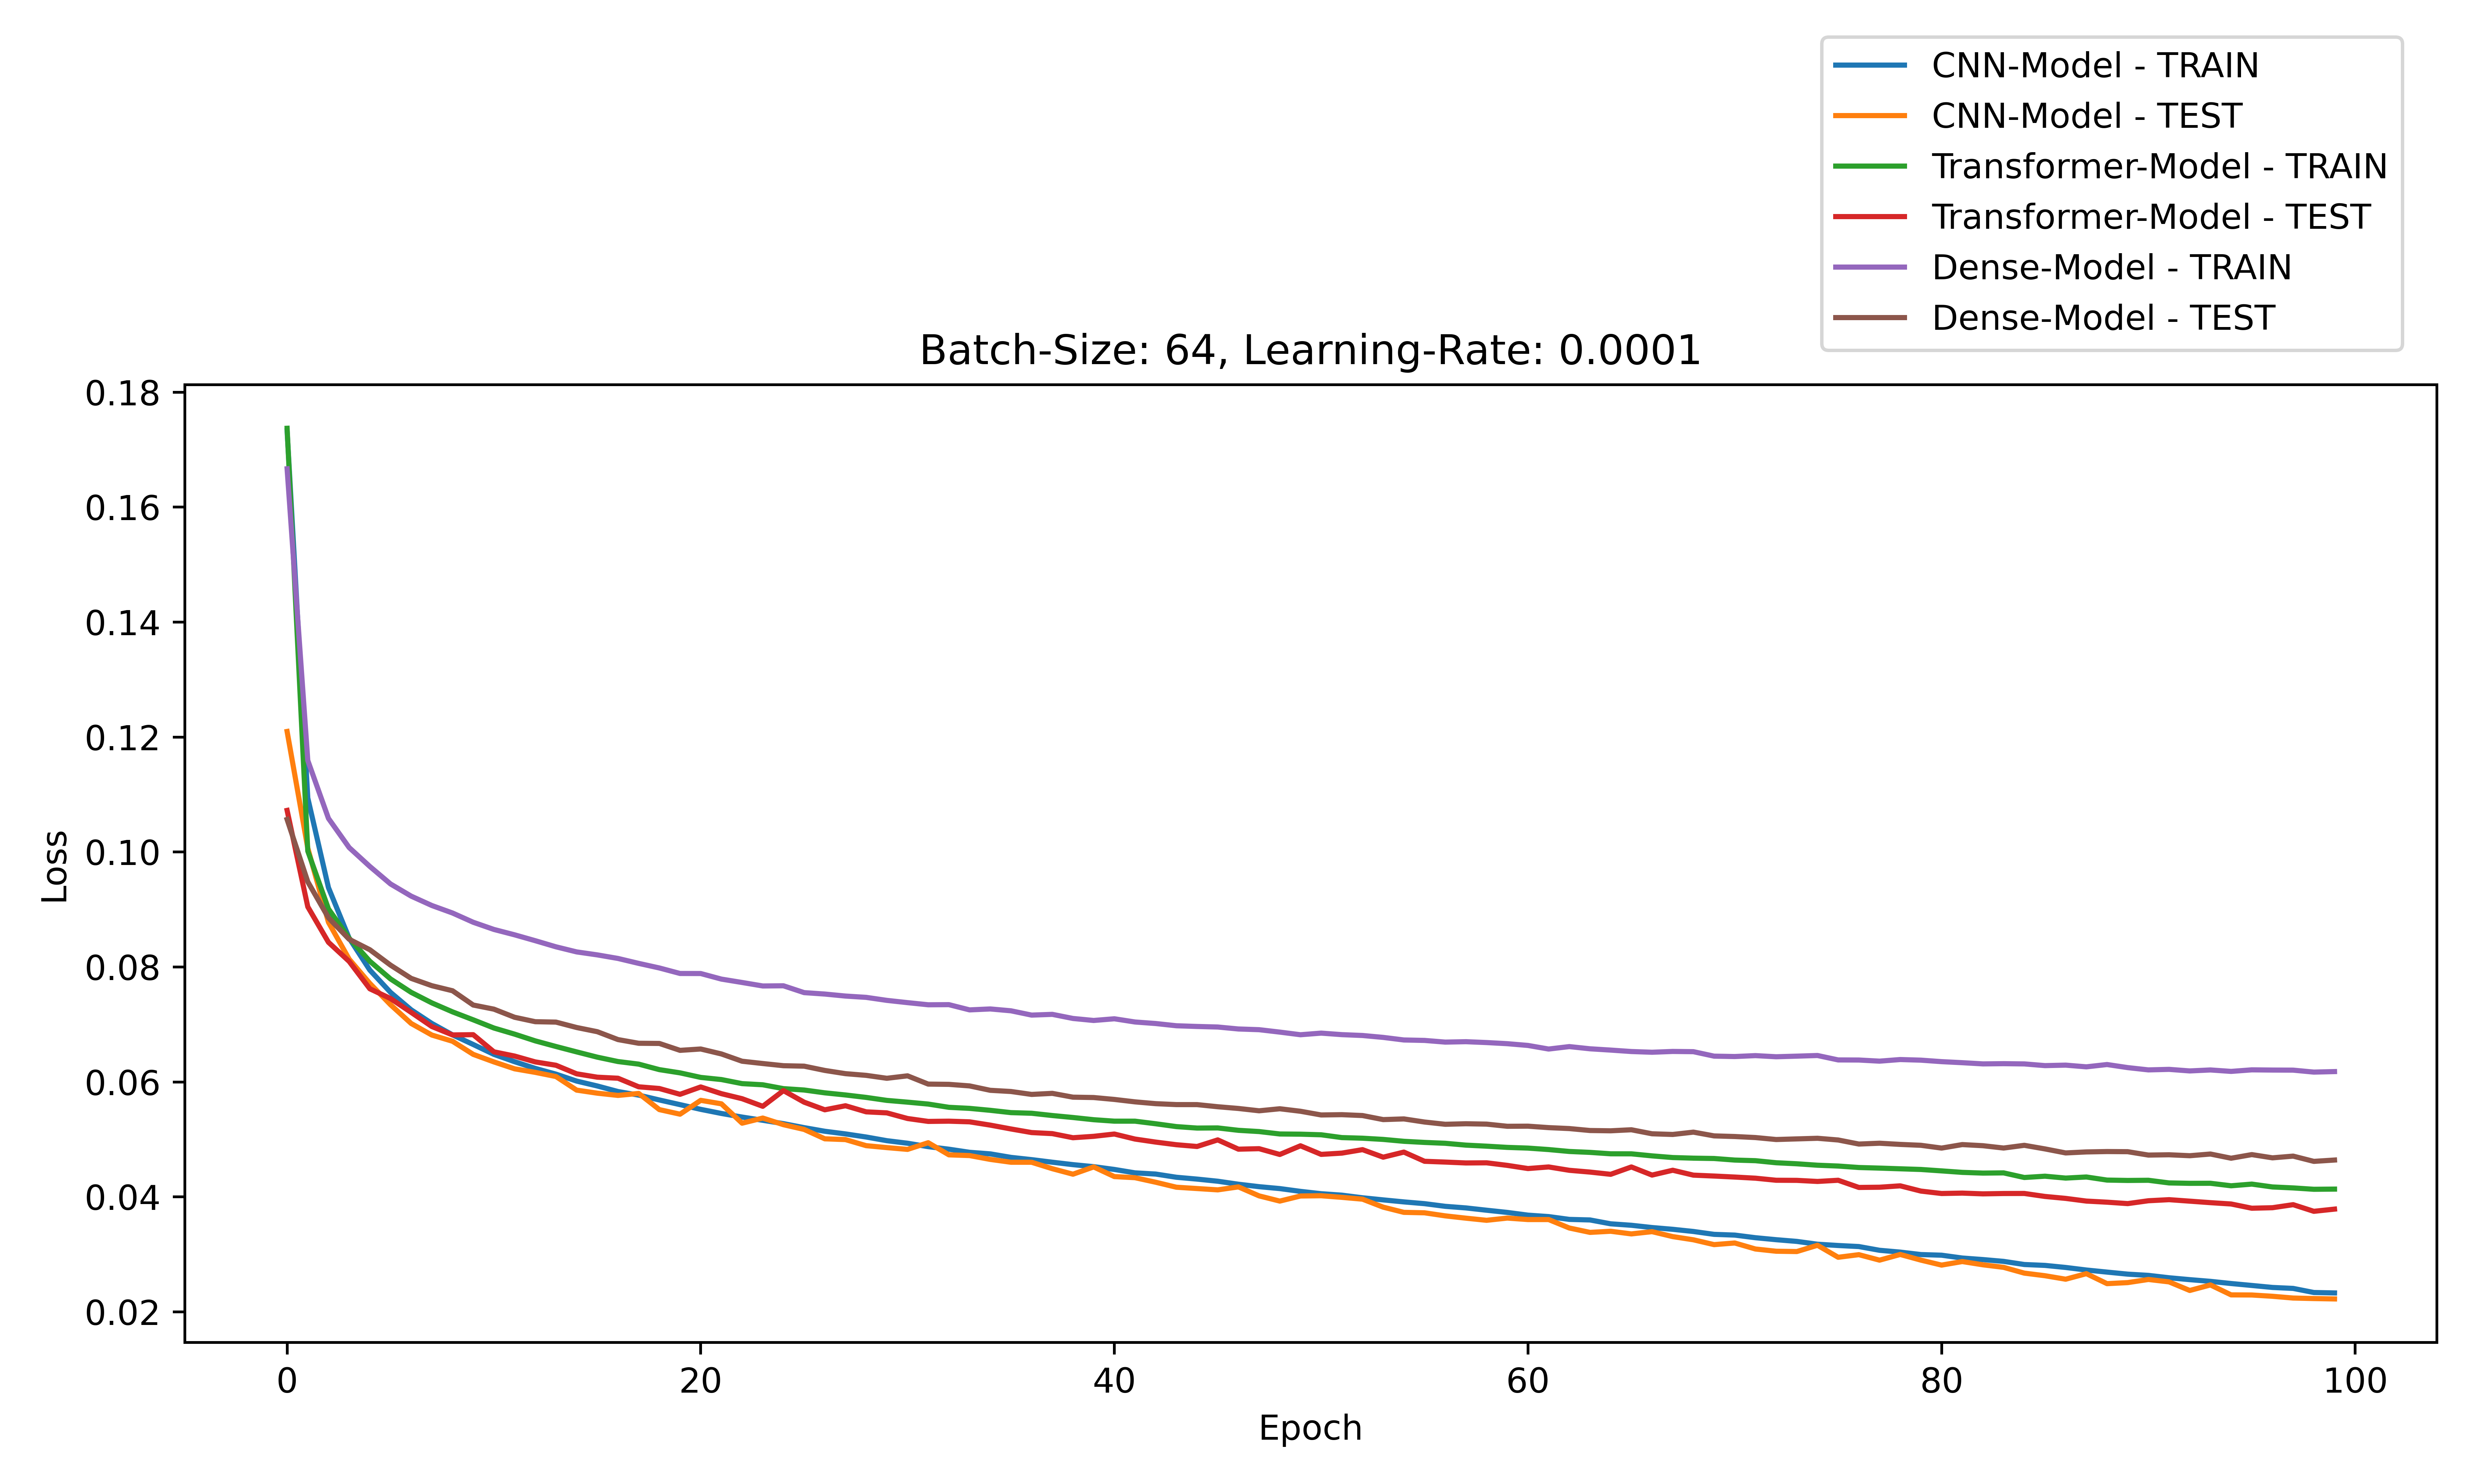 CNN-Model - TRAIN
CNN-Model - TEST
Transformer-Model - TRAIN
Transformer-Model - TEST
Dense-Model - TRAIN
Dense-Model - TEST
Batch-Size: 64, Learning-Rate: 0.0001
0.18
0.16
0.14
0.12
0.10
0.08
0.06
0.04
0.02
Loss
0 20 40 60 80 100
Epoch